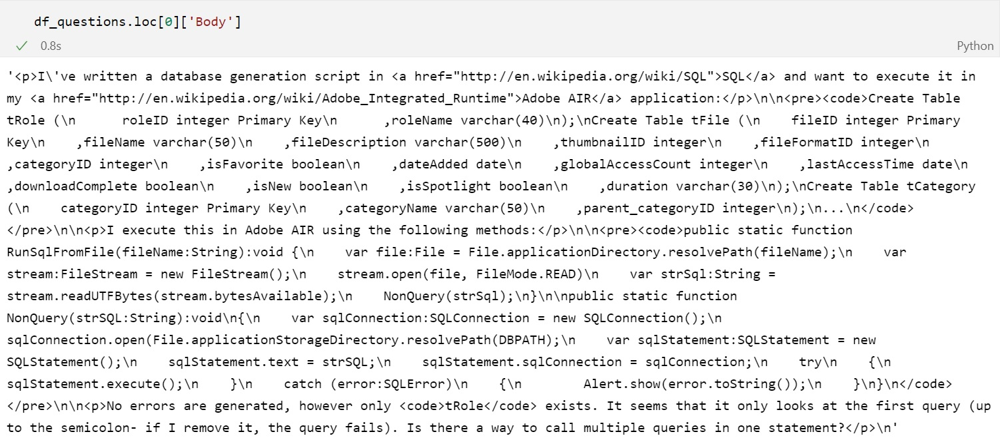 df_questions.loc[0]['Body']
0.8s
Python
'<p>I\'ve written a database generation script in <a href="http://en.wikipedia.org/wiki/SQL">SQL</a> and want to execute it in
my <a href="http://en.wikipedia.org/wiki/Adobe_Integrated_Runtime">Adobe AIR</a> application:</p>\n\n<pre><code>Create Table
tRole (\n      roleID integer Primary Key\n      ,roleName varchar(40)\n);\nCreate Table tFile (\n    fileID integer Primary
Key\n    ,fileName varchar(50)\n    ,fileDescription varchar(500)\n    ,thumbnailID integer\n    ,fileFormatID integer\n
,categoryID integer\n    ,isFavorite boolean\n    ,dateAdded date\n    ,globalAccessCount integer\n    ,lastAccessTime date\n
,downloadComplete boolean\n    ,isNew boolean\n    ,isSpotlight boolean\n    ,duration varchar(30)\n);\nCreate Table tCategory
(\n    categoryID integer Primary Key\n    ,categoryName varchar(50)\n    ,parent_categoryID integer\n);\n...\n</code>
</pre>\n\n<p>I execute this in Adobe AIR using the following methods:</p>\n\n<pre><code>public static function
RunSqlFromFile(fileName:String):void {\n    var file:File = File.applicationDirectory.resolvePath(fileName);\n    var
stream:FileStream = new FileStream();\n    stream.open(file, FileMode.READ)\n    var strSql:String =
stream.readUTFBytes(stream.bytesAvailable);\n    NonQuery(strSql);\n}\n\npublic static function
NonQuery(strSQL:String):void\n{\n    var sqlConnection:SQLConnection = new SQLConnection();\n
sqlConnection.open(File.applicationStorageDirectory.resolvePath(DBPATH);\n    var sqlStatement:SQLStatement = new
SQLStatement();\n    sqlStatement.text = strSQL;\n    sqlStatement.sqlConnection = sqlConnection;\n    try\n    {\n
sqlStatement.execute();\n    }\n    catch (error:SQLError)\n    {\n        Alert.show(error.toString());\n    }\n}\n</code>
</pre>\n\n<p>No errors are generated, however only <code>tRole</code> exists. It seems that it only looks at the first query (up
to the semicolon- if I remove it, the query fails). Is there a way to call multiple queries in one statement?</p>\n'